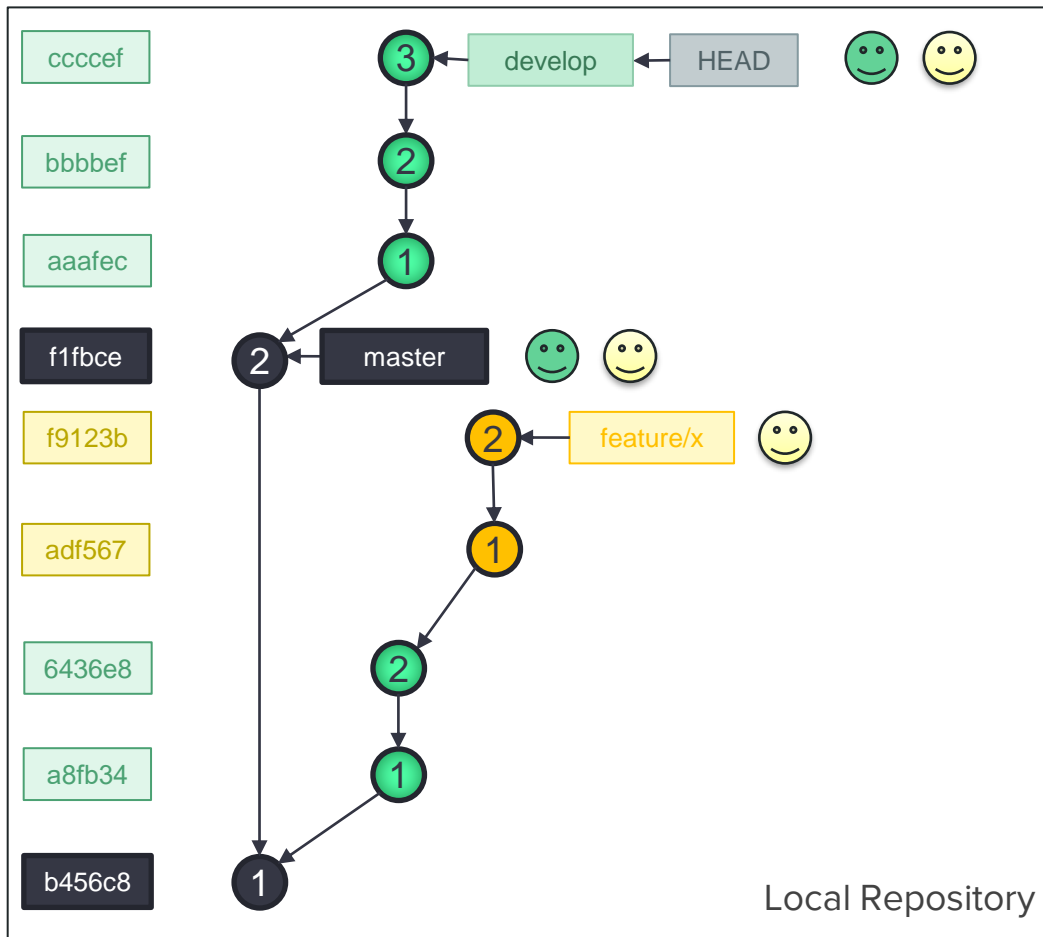 ccccef 3 develop HEAD
bbbbef 2
aaafec 1
f1fbce 2 master
f9123b 2 feature/x
adf567 1
6436e8 2
a8fb34 1
b456c8 1
Local Repository